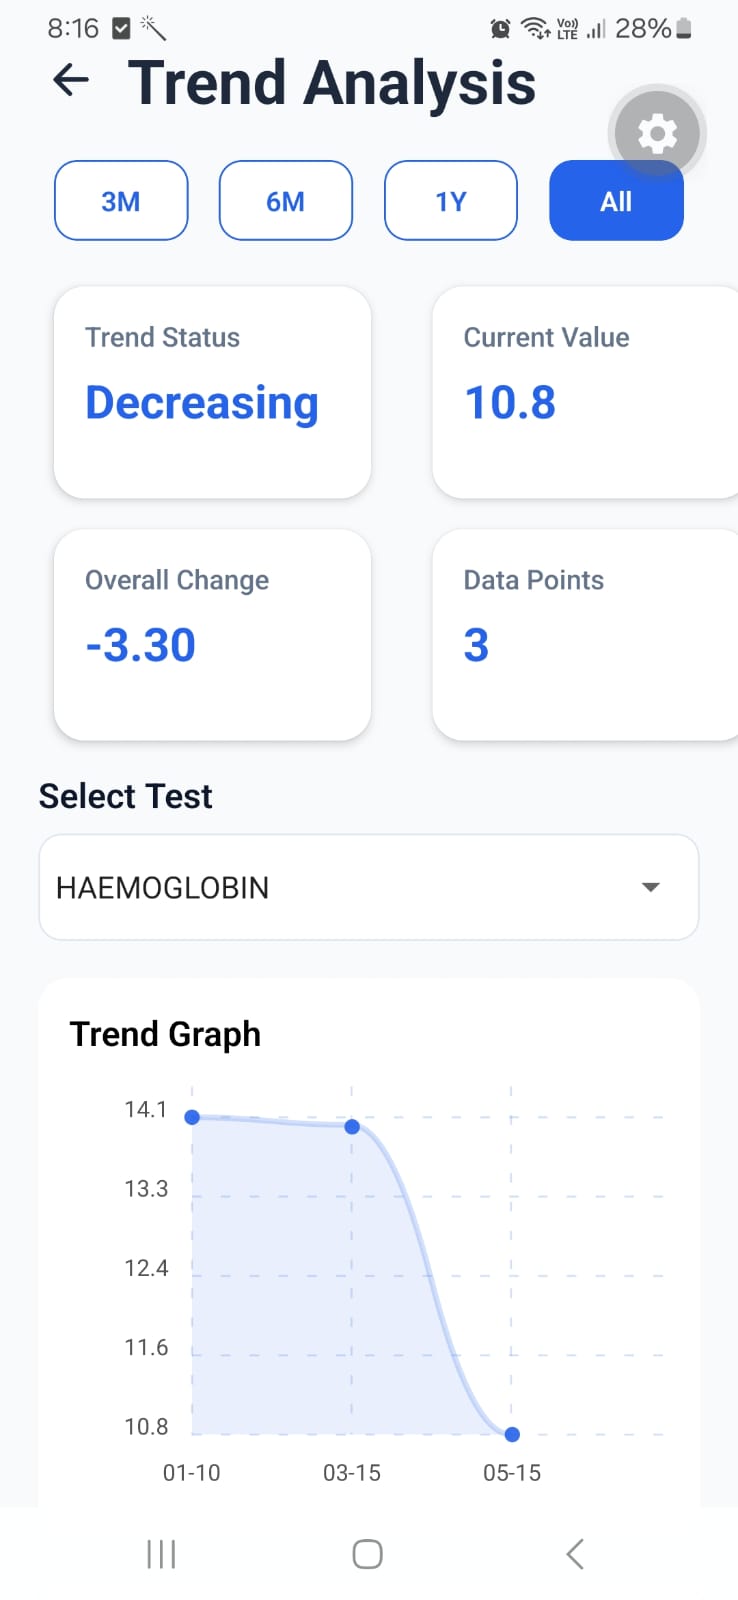 8:16 Vo)) LTE 28%
Trend Analysis
3M 6M 1Y All
Trend Status Current Value
Decreasing 10.8
Overall Change Data Points
-3.30 3
Select Test
HAEMOGLOBIN
Trend Graph
14.1
13.3
12.4
11.6
10.8
01-10 03-15 05-15